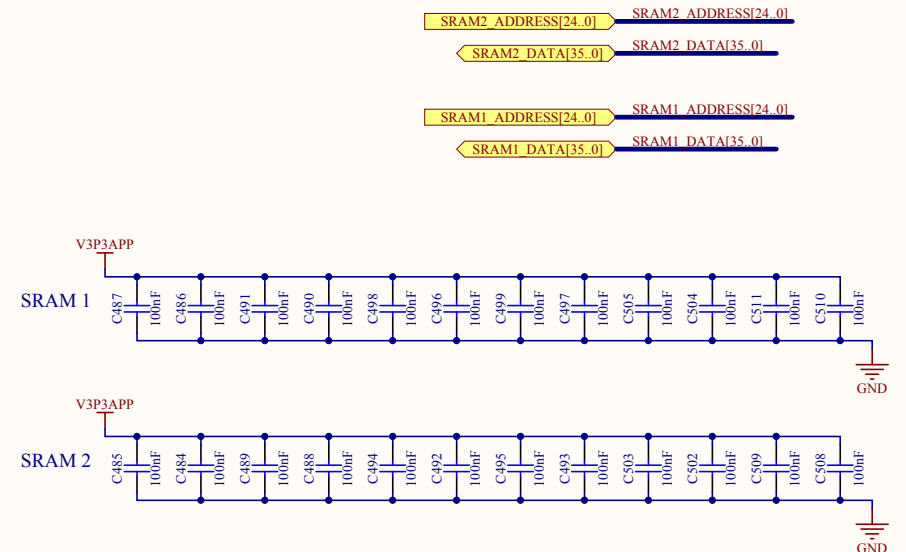 SRAM2_ADDRESS[24..0] SRAM2_ADDRESS[24..0]
SRAM2_DATA[35..0] SRAM2_DATA[35..0]
SRAM1_ADDRESS[24..0] SRAM1_ADDRESS[24..0]
SRAM1_DATA[35..0] SRAM1_DATA[35..0]
V3P3APP
SRAM 1
C487 100nF C486 100nF C491 100nF C490 100nF C498 100nF C496 100nF C499 100nF C497 100nF C505 100nF C504 100nF C511 100nF C510 100nF
GND
V3P3APP
SRAM 2
C485 100nF C484 100nF C489 100nF C488 100nF C494 100nF C492 100nF C495 100nF C493 100nF C503 100nF C502 100nF C509 100nF C508 100nF
GND